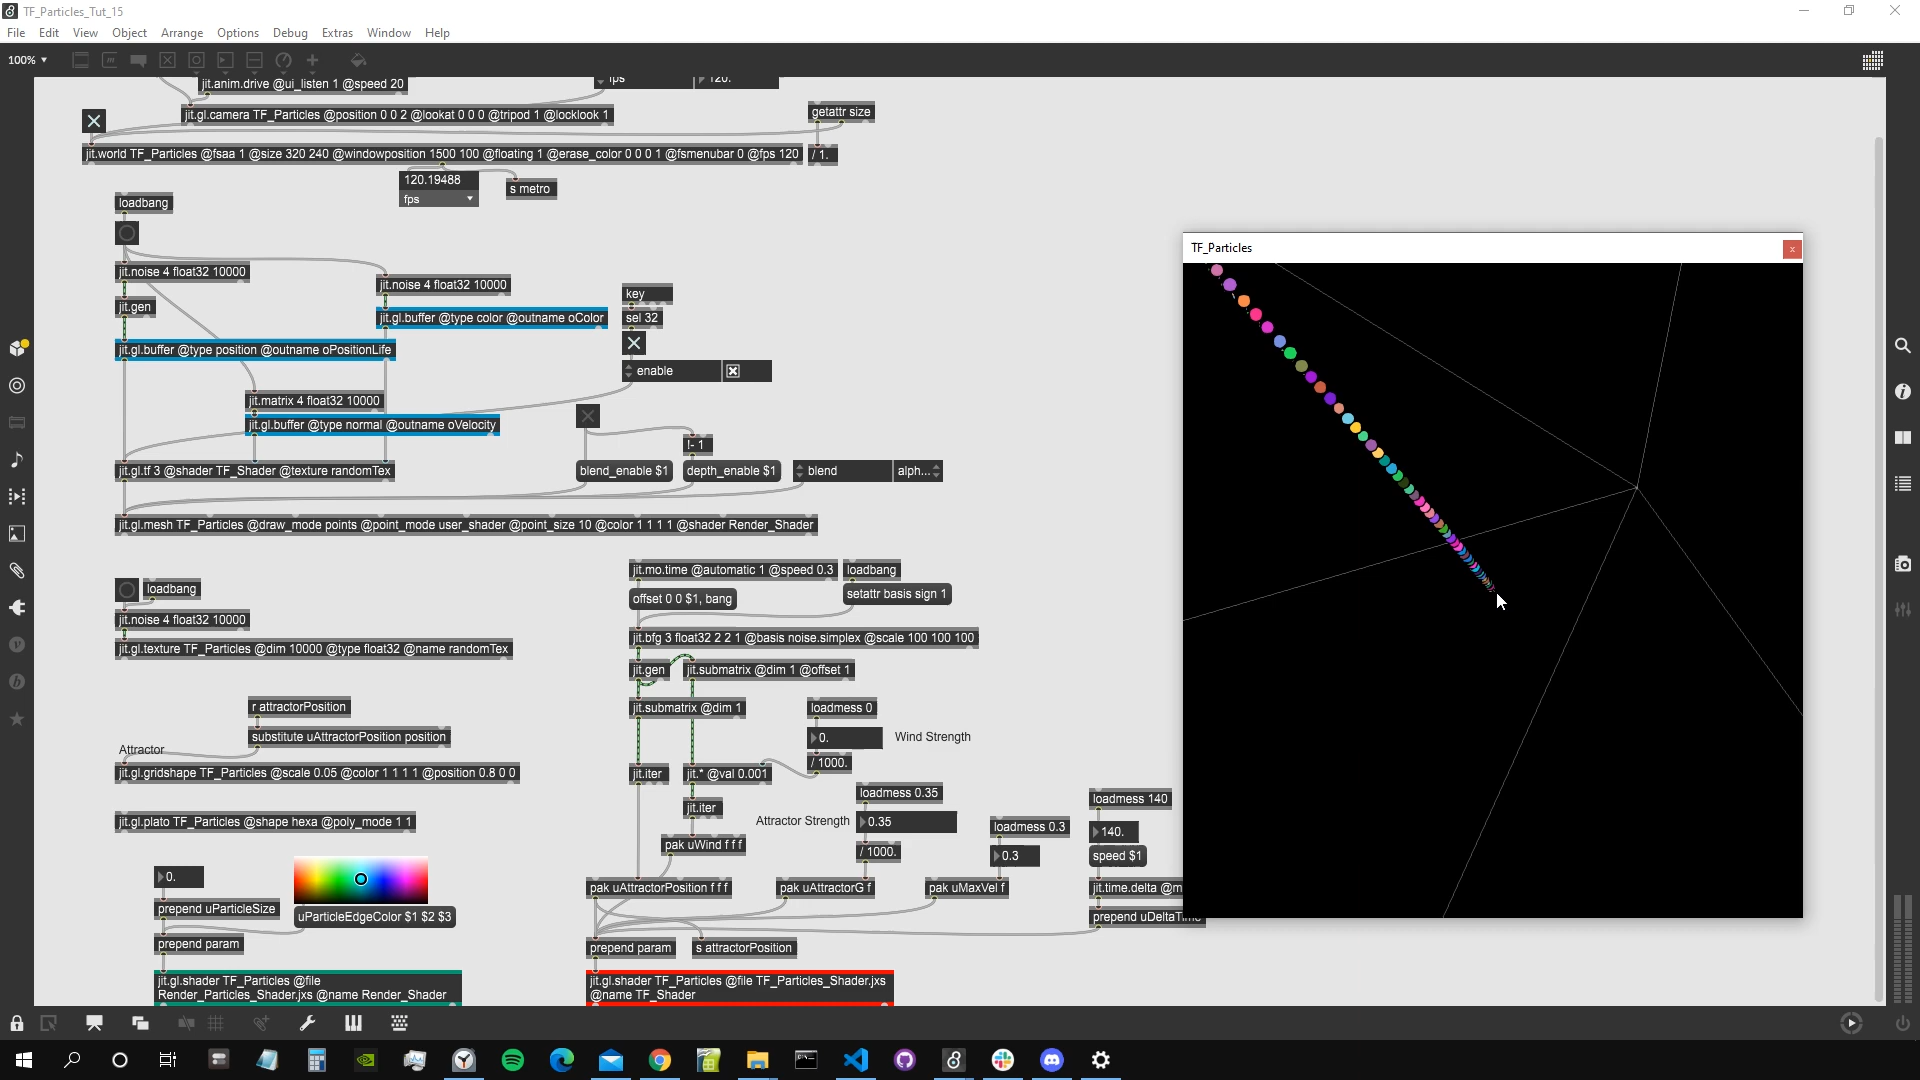 TF_Particles_Tut_15
File Edit View Object Arrange Options Debug Extras Window Help
100%
jit.anim.drive @ui_listen 1 @speed 20
fps 120.
jit.gl.camera TF_Particles @position 0 0 2 @lookat 0 0 0 @tripod 1 @locklook 1
getattr size
jit.world TF_Particles @fsaa 1 @size 320 240 @windowposition 1500 100 @floating 1 @erase_color 0 0 0 1 @fsmenubar 0 @fps 120
/ 1.
120.19488
fps
s metro
loadbang
jit.noise 4 float32 10000
jit.noise 4 float32 10000
jit.gen
jit.gl.buffer @type color @outname oColor
key
sel 32
jit.gl.buffer @type position @outname oPositionLife
enable
jit.matrix 4 float32 10000
jit.gl.buffer @type normal @outname oVelocity
!- 1
jit.gl.tf 3 @shader TF_Shader @texture randomTex
blend_enable $1
depth_enable $1
blend alph...
jit.gl.mesh TF_Particles @draw_mode points @point_mode user_shader @point_size 10 @color 1 1 1 1 @shader Render_Shader
jit.mo.time @automatic 1 @speed 0.3
loadbang
loadbang
offset 0 0 $1, bang
setattr basis sign 1
jit.noise 4 float32 10000
jit.bfg 3 float32 2 2 1 @basis noise.simplex @scale 100 100 100
jit.gl.texture TF_Particles @dim 10000 @type float32 @name randomTex
jit.gen
jit.submatrix @dim 1 @offset 1
r attractorPosition
jit.submatrix @dim 1
loadmess 0
substitute uAttractorPosition position
0.
Wind Strength
Attractor
/ 1000.
jit.gl.gridshape TF_Particles @scale 0.05 @color 1 1 1 1 @position 0.8 0 0
jit.iter
jit.* @val 0.001
loadmess 0.35
loadmess 140
jit.iter
jit.gl.plato TF_Particles @shape hexa @poly_mode 1 1
Attractor Strength
0.35
loadmess 0.3
140.
pak uWind f f f
/ 1000.
0.3
speed $1
0.
pak uAttractorPosition f f f
pak uAttractorG f
pak uMaxVel f
jit.time.delta @m
prepend uParticleSize
uParticleEdgeColor $1 $2 $3
prepend uDeltaTime
prepend param
prepend param
s attractorPosition
jit.gl.shader TF_Particles @file
Render_Particles_Shader.jxs @name Render_Shader
jit.gl.shader TF_Particles @file TF_Particles_Shader.jxs
@name TF_Shader
TF_Particles